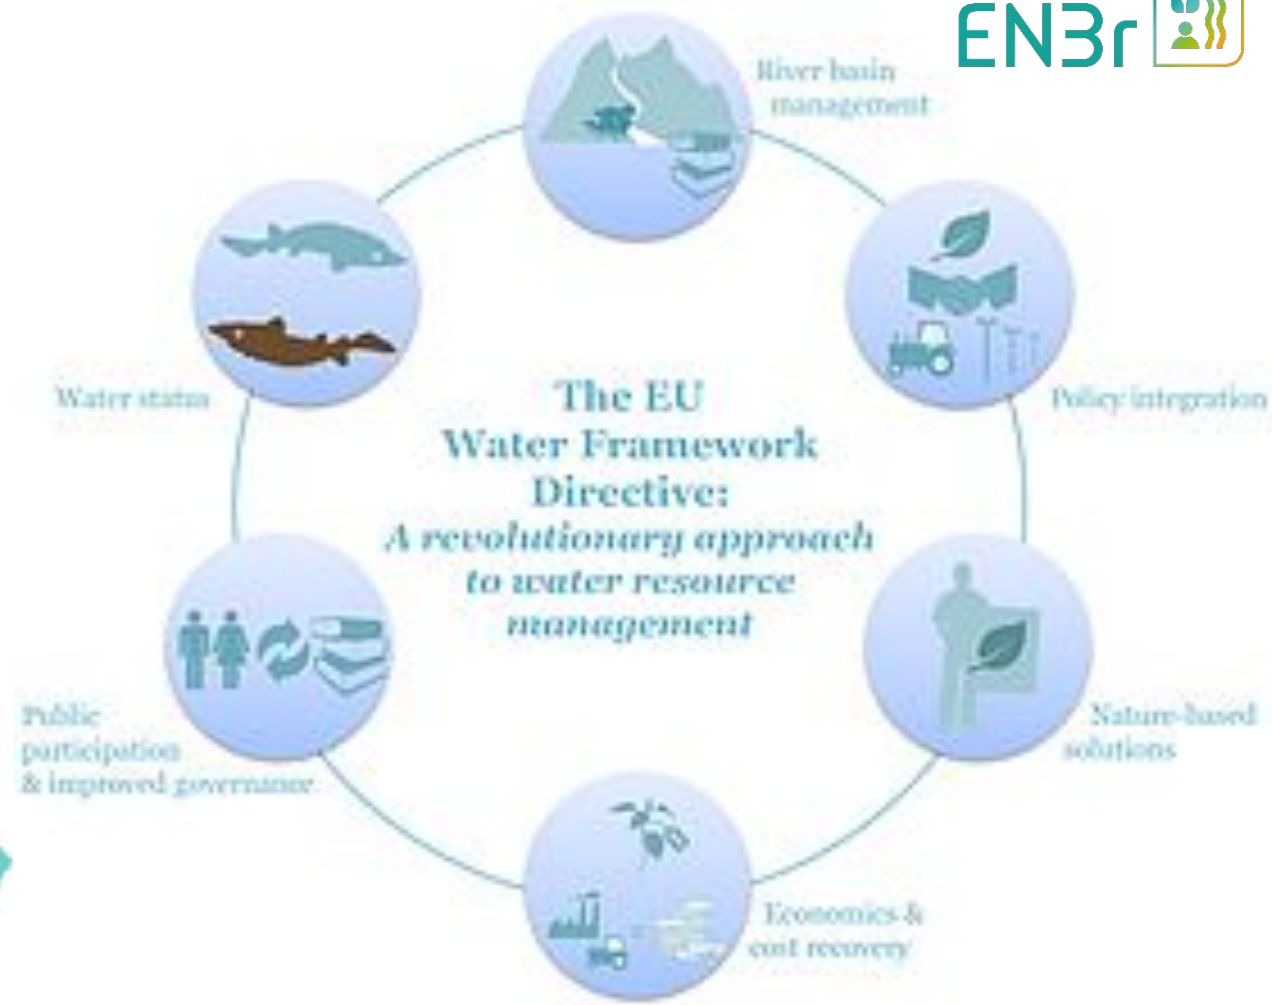 EN3r
River basin
management
Policy integration
Water status
The EU
Water Framework
Directive:
A revolutionary approach
to water resource
management
Nature-based
solutions
Public
participation
& improved governance
Economics &
cost recovery